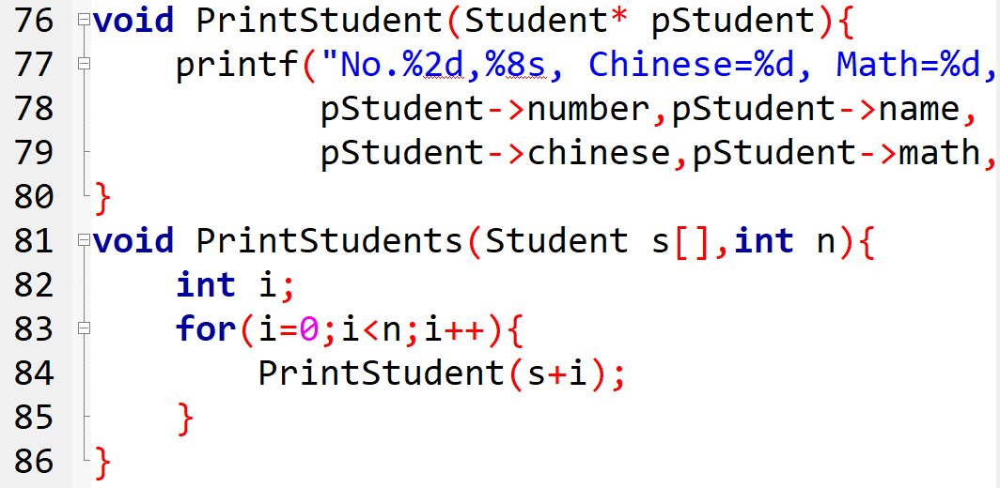 76 void PrintStudent(Student* pStudent){
77 printf("No.%2d,%8s, Chinese=%d, Math=%d,
78 pStudent->number,pStudent->name,
79 pStudent->chinese,pStudent->math,
80 }
81 void PrintStudents(Student s[],int n){
82 int i;
83 for(i=0;i<n;i++){
84 PrintStudent(s+i);
85 }
86 }